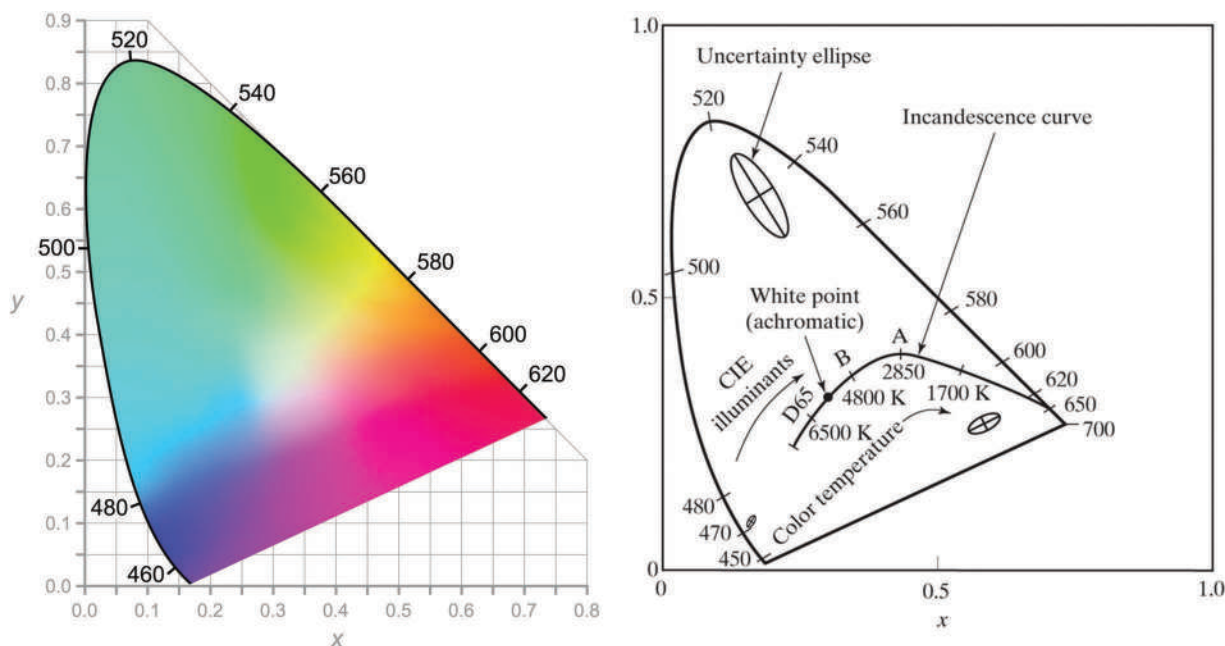 0.9
520
0.8
540
0.7
560
0.6
500
0.5
580
y
0.4
600
0.3
620
0.2
480
0.1
460
0.0
0.0
0.1
0.2
0.3
0.4
0.5
0.6
0.7
0.8
x
1.0
Uncertainty ellipse
520
Incandescence curve
540
560
500
White point
(achromatic)
0.5
580
A
B
CIE
illuminants
2850
600
1700 K
4800 K
D65
620
650
6500 K
700
Color temperature
480
470
450
0
0
0.5
1.0
x